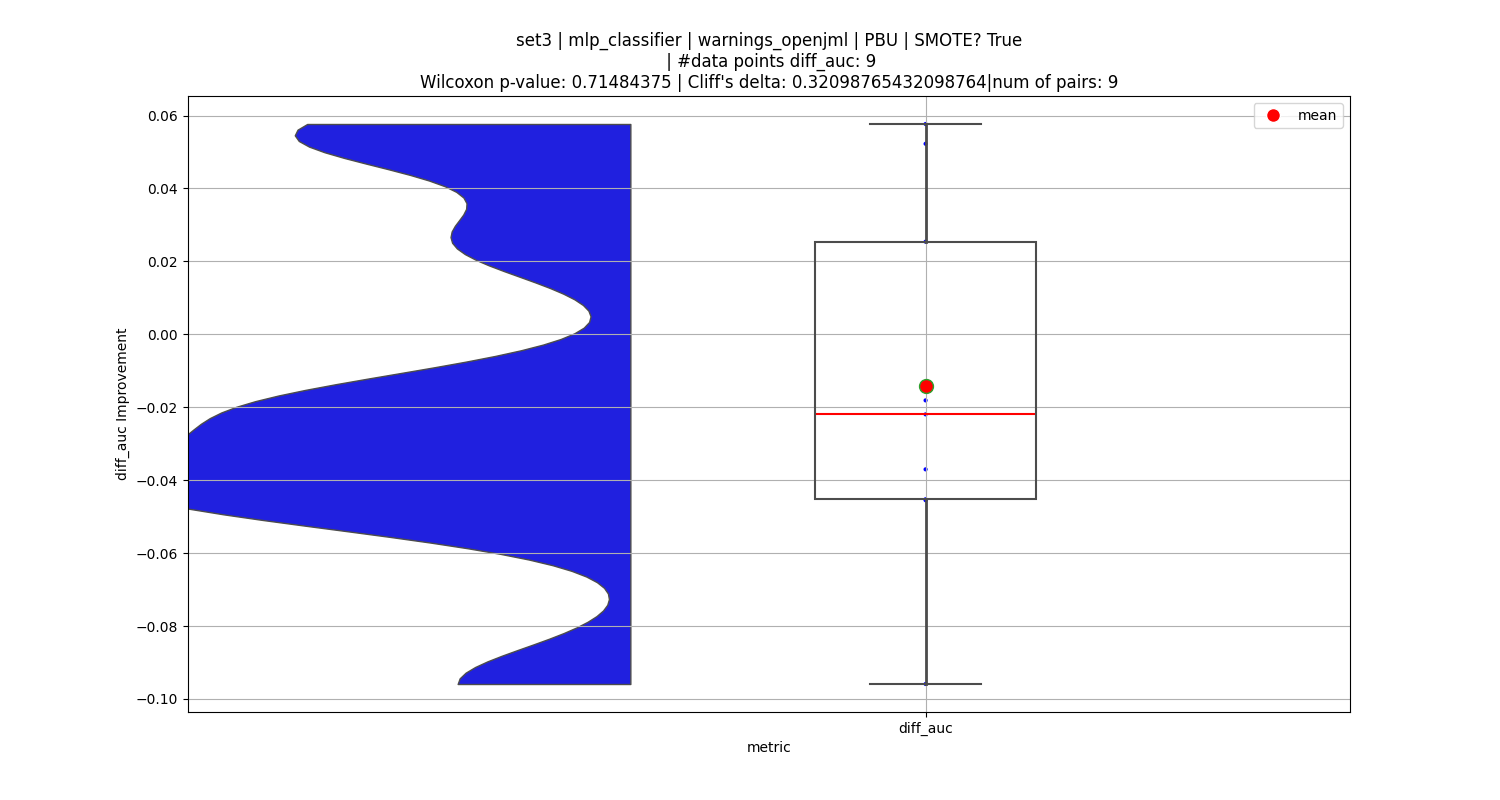 set3 | mlp_classifier | warnings_openjml | PBU | SMOTE? True
| #data points diff_auc: 9
Wilcoxon p-value: 0.71484375 | Cliff's delta: 0.32098765432098764|num of pairs: 9
mean
0.06
0.04
0.02
0.00
−0.02
−0.04
−0.06
−0.08
−0.10
diff_auc Improvement
diff_auc
metric